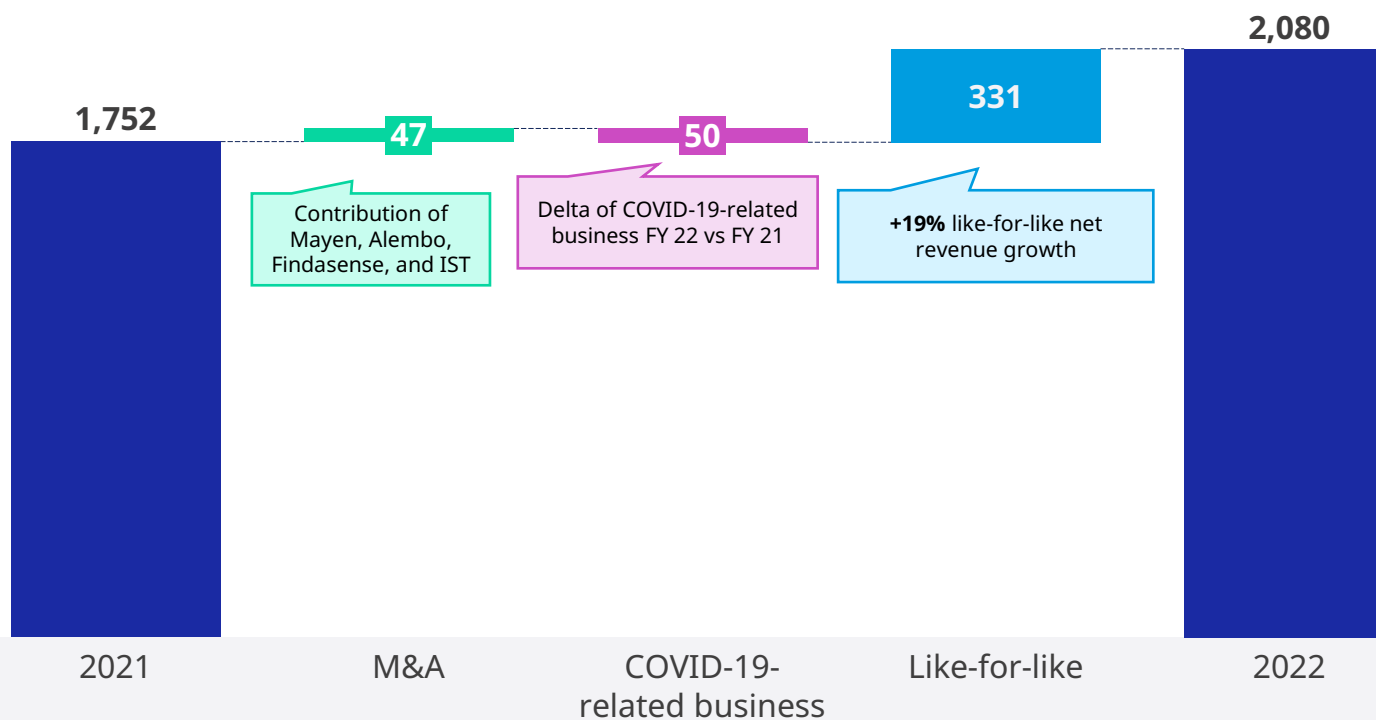 2,080
1,752
47
50
331
Contribution of
Mayen, Alembo,
Findasense, and IST
Delta of COVID-19-related
business FY 22 vs FY 21
+19% like-for-like net
revenue growth
2021
M&A
COVID-19-
related business
Like-for-like
2022